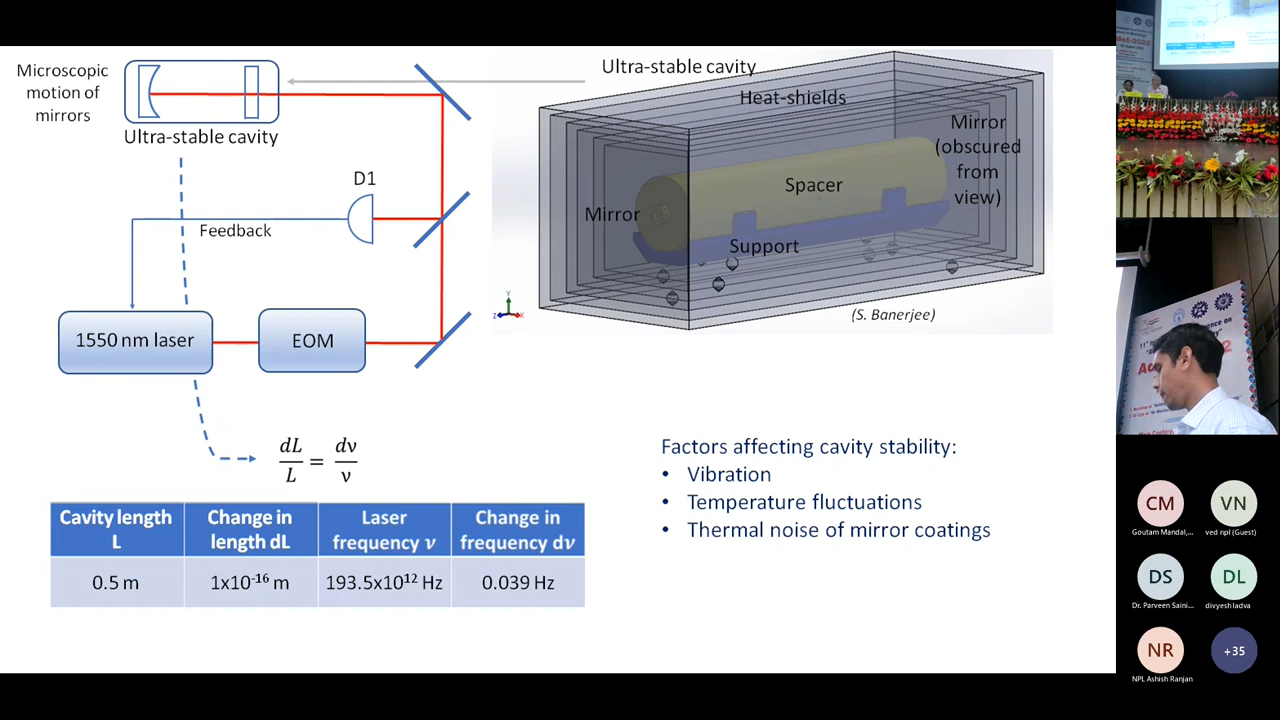 Microscopic
motion of
mirrors
Ultra-stable cavity
D1
Feedback
1550 nm laser
EOM
dL/L = dν/ν
Cavity length L
Change in length dL
Laser frequency ν
Change in frequency dν
0.5 m
1x10⁻¹⁶ m
193.5x10¹² Hz
0.039 Hz
Ultra-stable cavity
Heat-shields
Mirror
(obscured
from
view)
Spacer
Mirror
Support
Y
Z
X
(S. Banerjee)
Factors affecting cavity stability:
• Vibration
• Temperature fluctuations
• Thermal noise of mirror coatings
CM
Goutam Mandal,...
VN
ved npl (Guest)
DS
Dr. Parveen Saini...
DL
divyesh ladva
NR
NPL Ashish Ranjan
+35